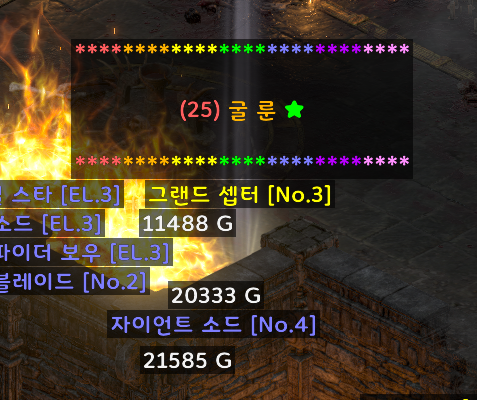 ****************************
(25) 굴 룬
****************************
스타 [EL.3]
그랜드 셉터 [No.3]
소드 [EL.3]
11488 G
파이더 보우 [EL.3]
블레이드 [No.2]
20333 G
자이언트 소드 [No.4]
21585 G